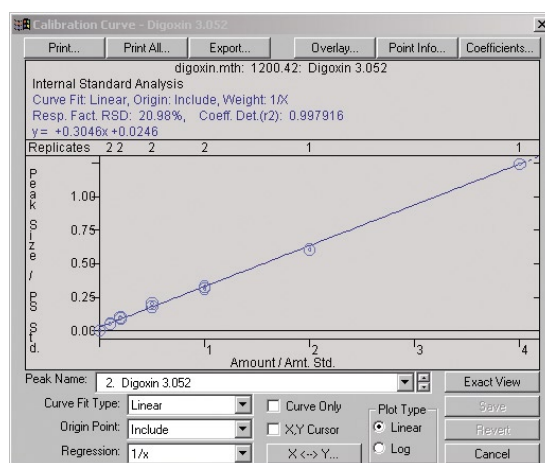 Calibration Curve - Digoxin 3.052
Print... Print All... Export... Overlay... Point Info... Coefficients...
digoxin.mth: 1200.42: Digoxin 3.052
Internal Standard Analysis
Curve Fit: Linear, Origin: Include, Weight: 1/X
Resp. Fact. RSD: 20.98%, Coeff. Det.(r2): 0.997916
y = +0.3046x +0.0246
Replicates 2 2 2 2 1 1
Peak Size / PS Std.
1.00
0.75
0.50
0.25
0.00
1 2 3 4
Amount / Amt. Std.
Peak Name: 2. Digoxin 3.052 Exact View
Curve Fit Type: Linear Curve Only Plot Type Save
Origin Point: Include X,Y Cursor Linear Revert
Regression: 1/x X <--> Y... Log Cancel